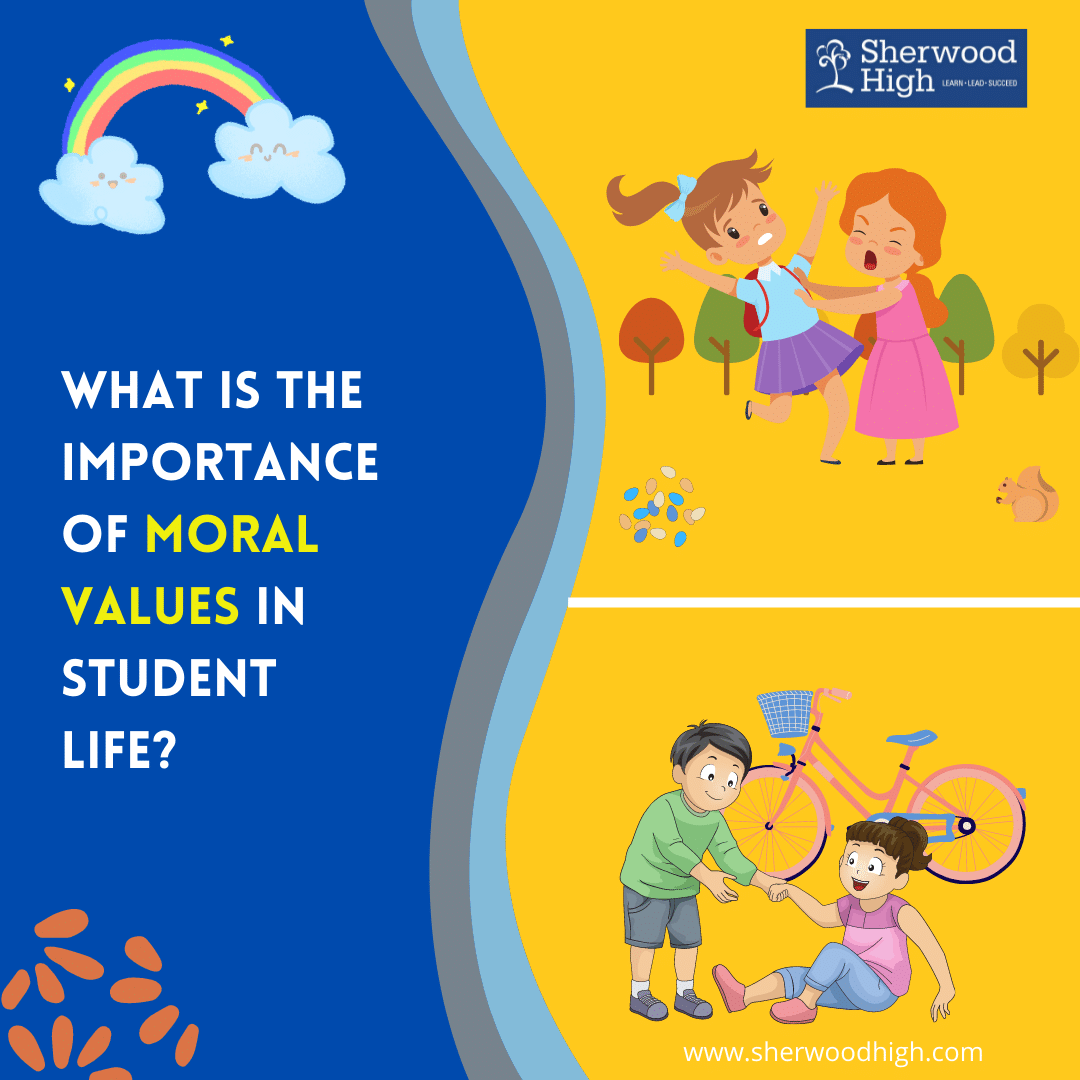 Sherwood
High LEARN • LEAD • SUCCEED
WHAT IS THE
IMPORTANCE
OF MORAL
VALUES IN
STUDENT
LIFE?
www.sherwoodhigh.com